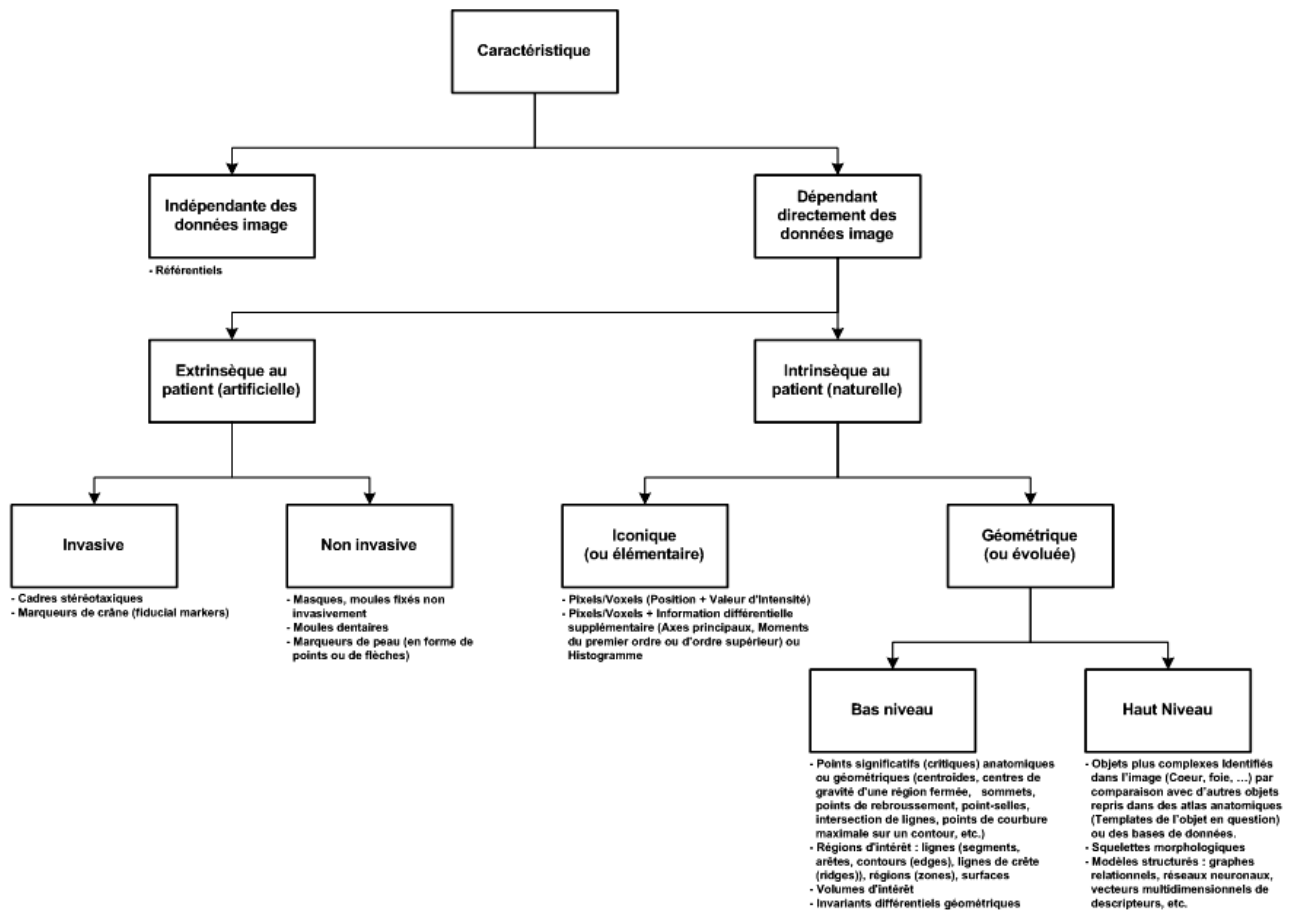 Caractéristique
Indépendante des
données image
- Référentiels
Dépendant
directement des
données image
Extrinsèque au
patient (artificielle)
Intrinsèque au
patient (naturelle)
Invasive
- Cadres stéréotaxiques
- Marqueurs de crâne (fiducial markers)
Non invasive
- Masques, moules fixés non
invasivement
- Moules dentaires
- Marqueurs de peau (en forme de
points ou de flèches)
Iconique
(ou élémentaire)
- Pixels/Voxels (Position + Valeur d'Intensité)
- Pixels/Voxels + Information différentielle
supplémentaire (Axes principaux, Moments
du premier ordre ou d'ordre supérieur) ou
Histogramme
Géométrique
(ou évoluée)
Bas niveau
- Points significatifs (critiques) anatomiques
ou géométriques (centroïdes, centres de
gravité d'une région fermée, sommets,
points de rebroussement, point-selles,
intersection de lignes, points de courbure
maximale sur un contour, etc.)
- Régions d'intérêt : lignes (segments,
arêtes, contours (edges), lignes de crête
(ridges)), régions (zones), surfaces
- Volumes d'intérêt
- Invariants différentiels géométriques
Haut Niveau
- Objets plus complexes Identifiés
dans l'image (Coeur, foie, ...) par
comparaison avec d'autres objets
repris dans des atlas anatomiques
(Templates de l'objet en question)
ou des bases de données.
- Squelettes morphologiques
- Modèles structurés : graphes
relationnels, réseaux neuronaux,
vecteurs multidimensionnels de
descripteurs, etc.